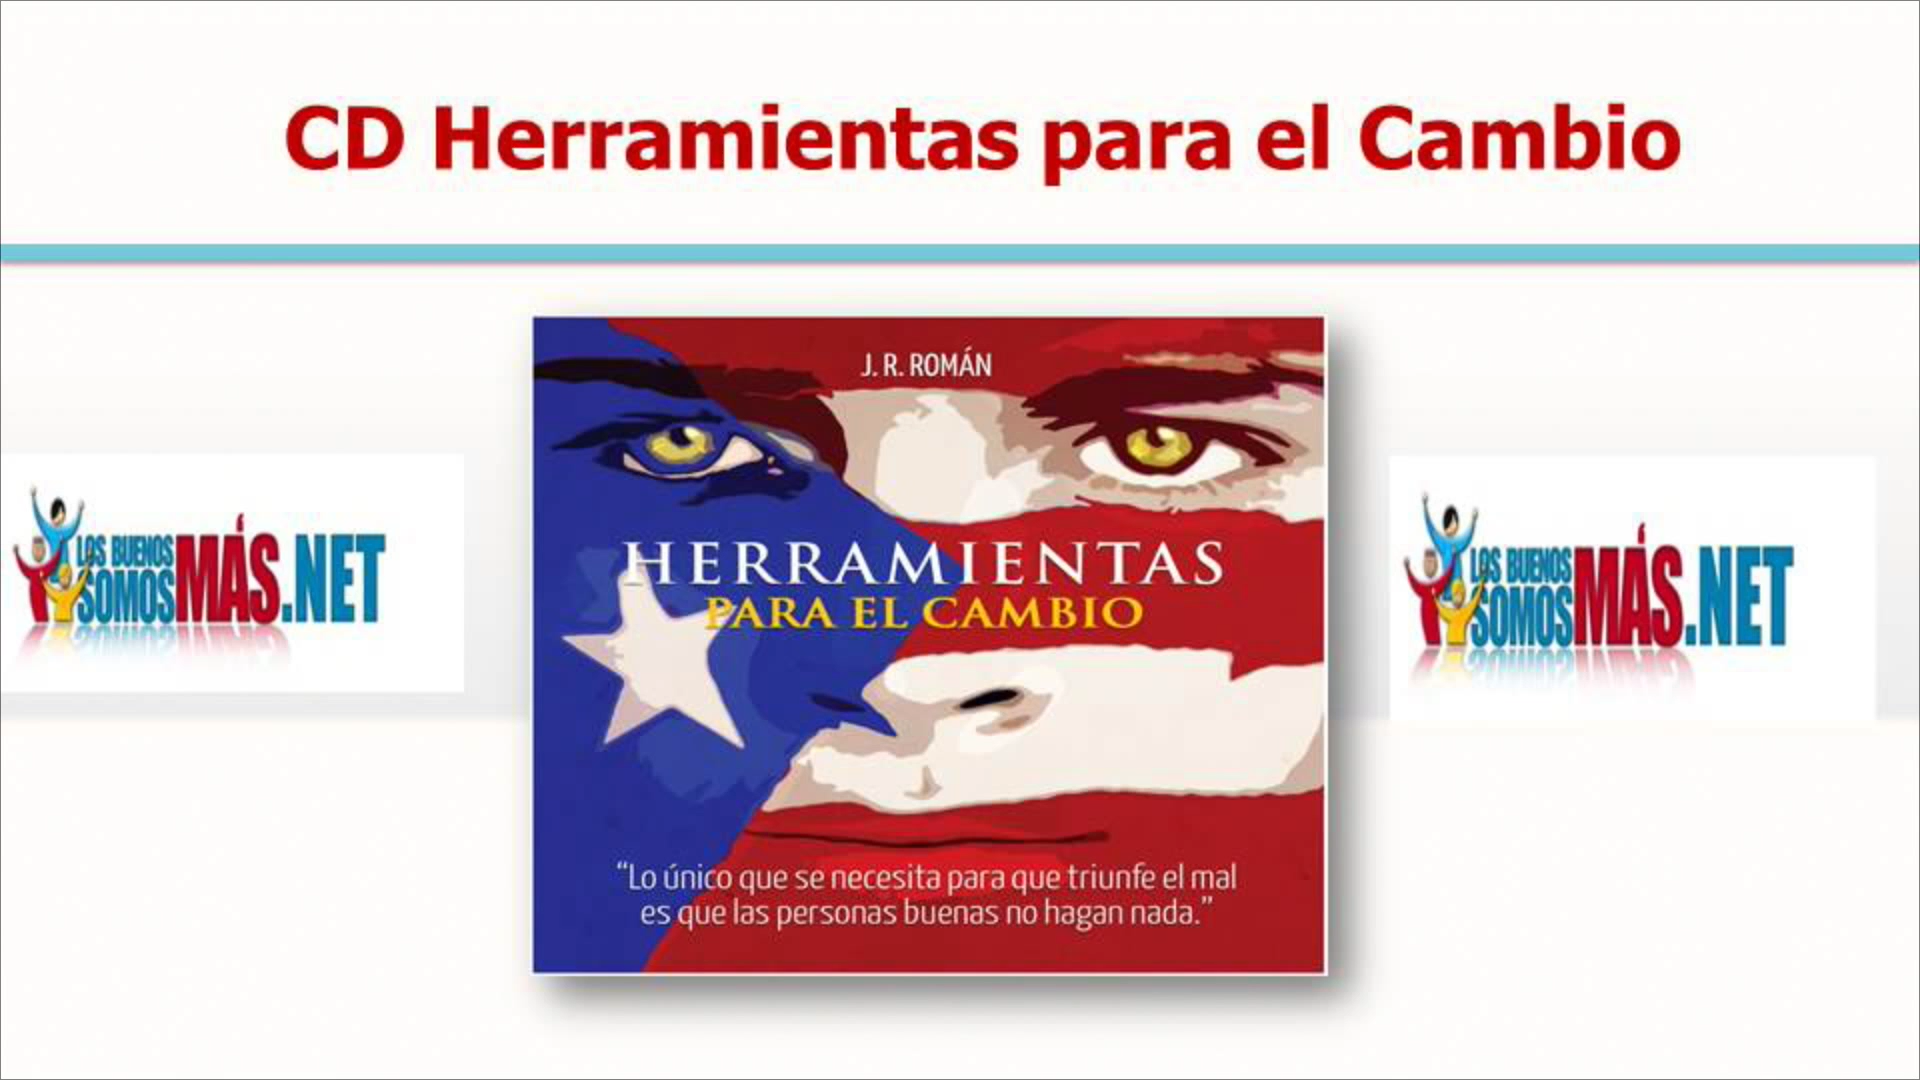 CD Herramientas para el Cambio
J. R. ROMÁN
HERRAMIENTAS
PARA EL CAMBIO
“Lo único que se necesita para que triunfe el mal
es que las personas buenas no hagan nada.”
LOS BUENOS
SOMOS MÁS.NET
LOS BUENOS
SOMOS MÁS.NET